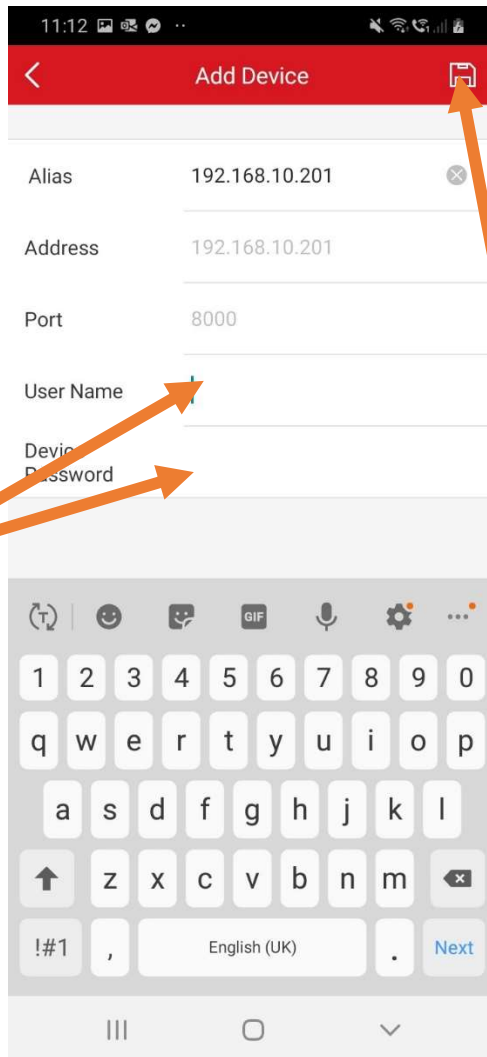 11:12
Add Device
Alias 192.168.10.201
Address 192.168.10.201
Port 8000
User Name
Device
Password
GIF
1 2 3 4 5 6 7 8 9 0
q w e r t y u i o p
a s d f g h j k l
z x c v b n m
!#1 , English (UK) . Next